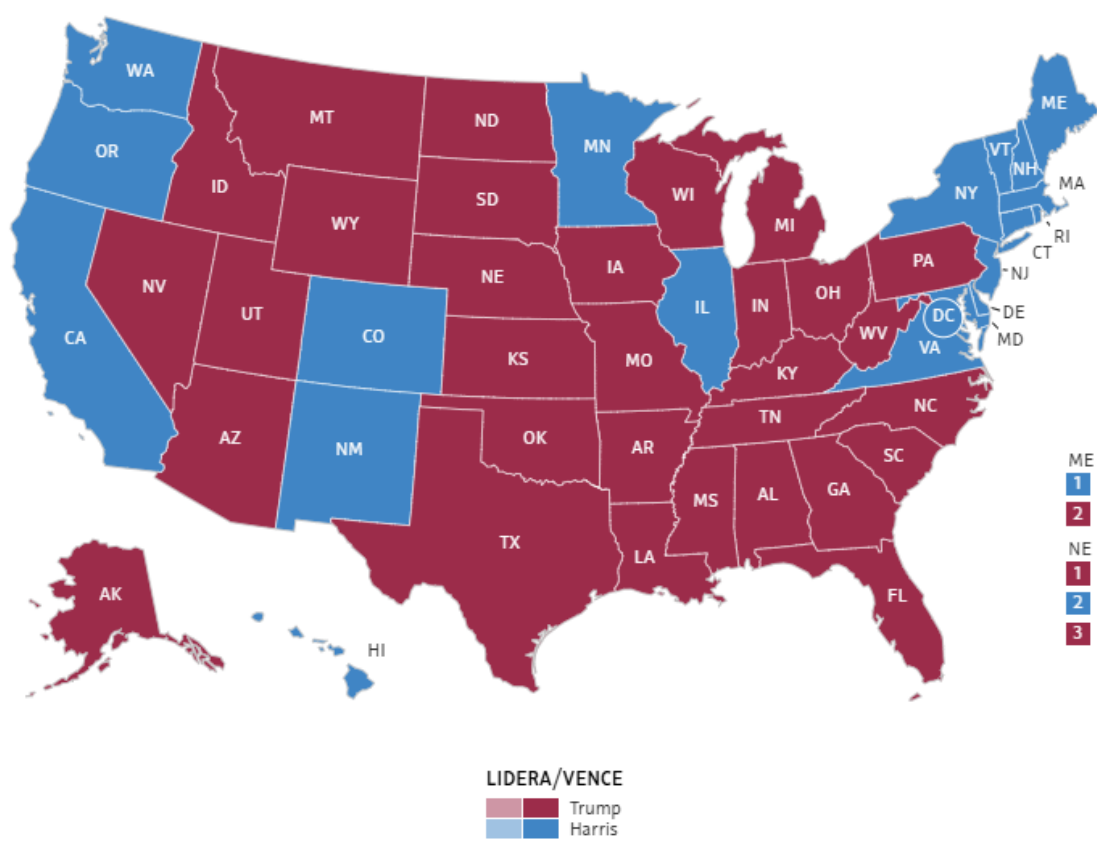 WA
ME
MT
ND
VT
MN
OR
NH
MA
ID
NY
WI
SD
WY
MI
RI
CT
PA
IA
NJ
NE
NV
OH
IN
IL
UT
DE
DC
WV
CO
CA
MD
VA
KS
MO
KY
NC
TN
AZ
OK
NM
AR
SC
ME
1
GA
AL
MS
2
TX
NE
LA
1
AK
FL
2
3
HI
LIDERA/VENCE
Trump
Harris